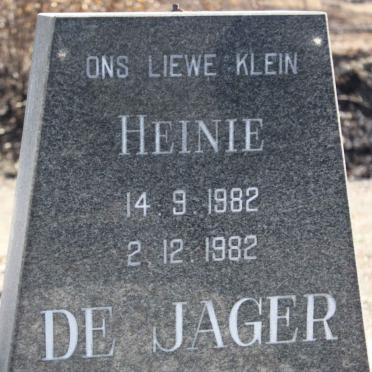 ONS LIEWE KLEIN
HEINIE
14.9.1982
2.12.1982
DE JAGER